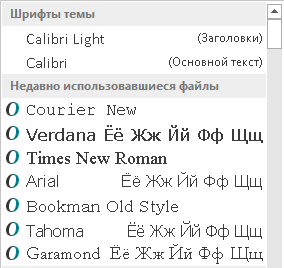 Шрифты темы
Calibri Light (Заголовки)
Calibri (Основной текст)
Недавно использовавшиеся файлы
O Courier New
O Verdana Ёё Жж Йй Фф Щщ
O Times New Roman
O Arial Ёё Жж Йй Фф Щщ
O Bookman Old Style
O Tahoma Ёё Жж Йй Фф Щщ
O Garamond Ёё Жж Йй Фф Щщ